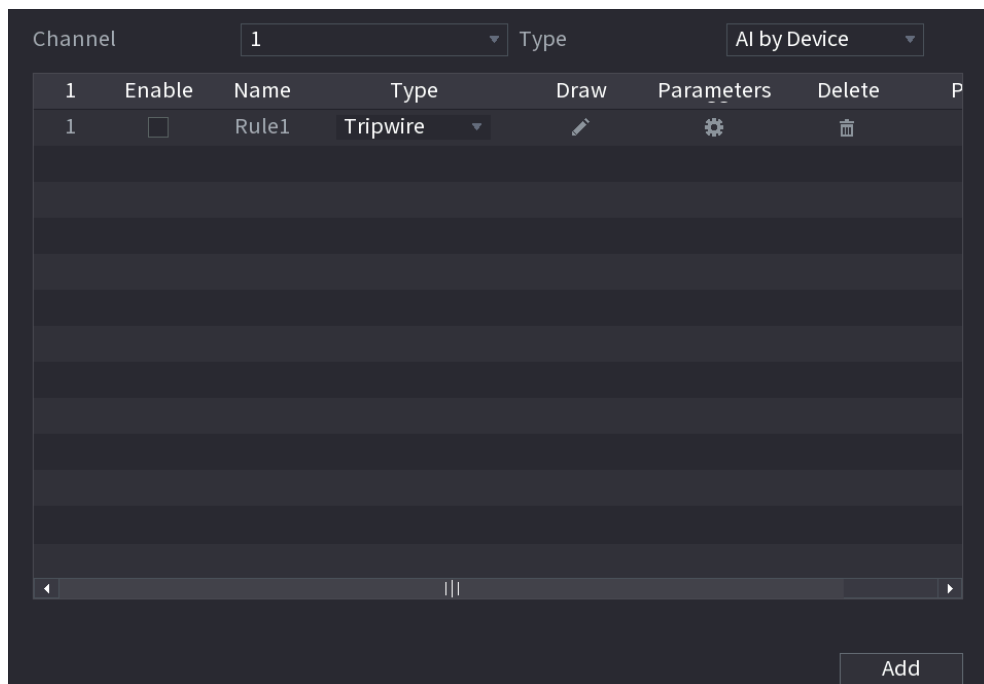 Channel 1 Type AI by Device
1 Enable Name Type Draw Parameters Delete P
1 Rule1 Tripwire
Add